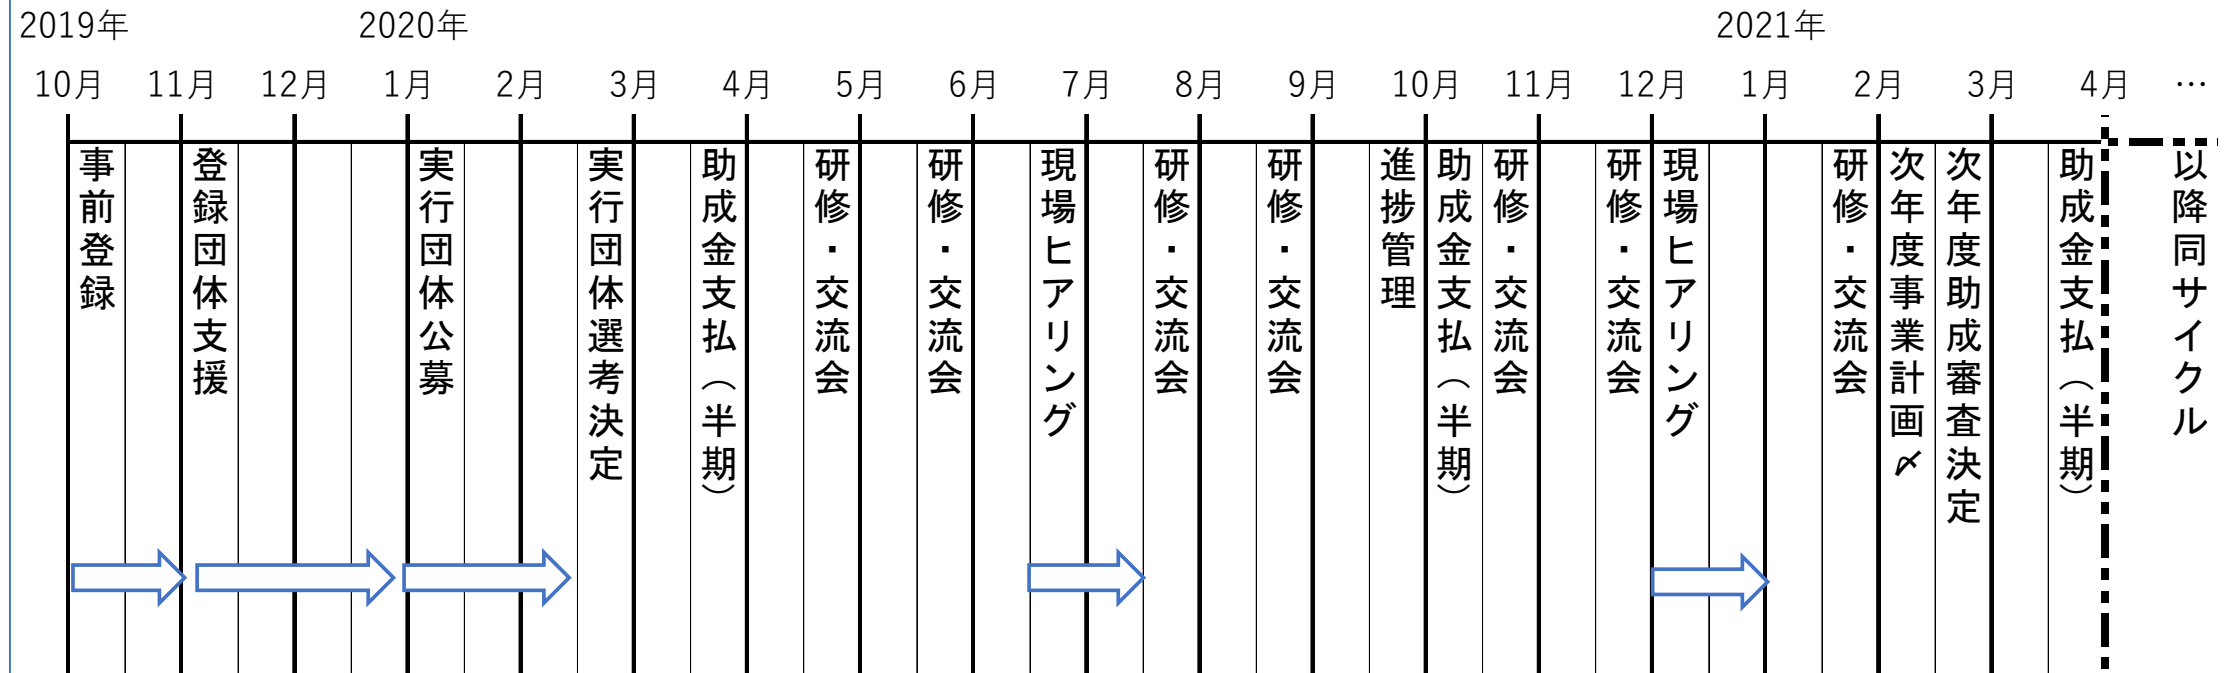 2019年 2020年 2021年
10月 11月 12月 1月 2月 3月 4月 5月 6月 7月 8月 9月 10月 11月 12月 1月 2月 3月 4月 …
事前登録
登録団体支援
実行団体公募
実行団体選考決定
助成金支払（半期）
研修・交流会
研修・交流会
現場ヒアリング
研修・交流会
研修・交流会
進捗管理
助成金支払（半期）
研修・交流会
研修・交流会
現場ヒアリング
研修・交流会
次年度事業計画〆
次年度助成審査決定
助成金支払（半期）
以降同サイクル